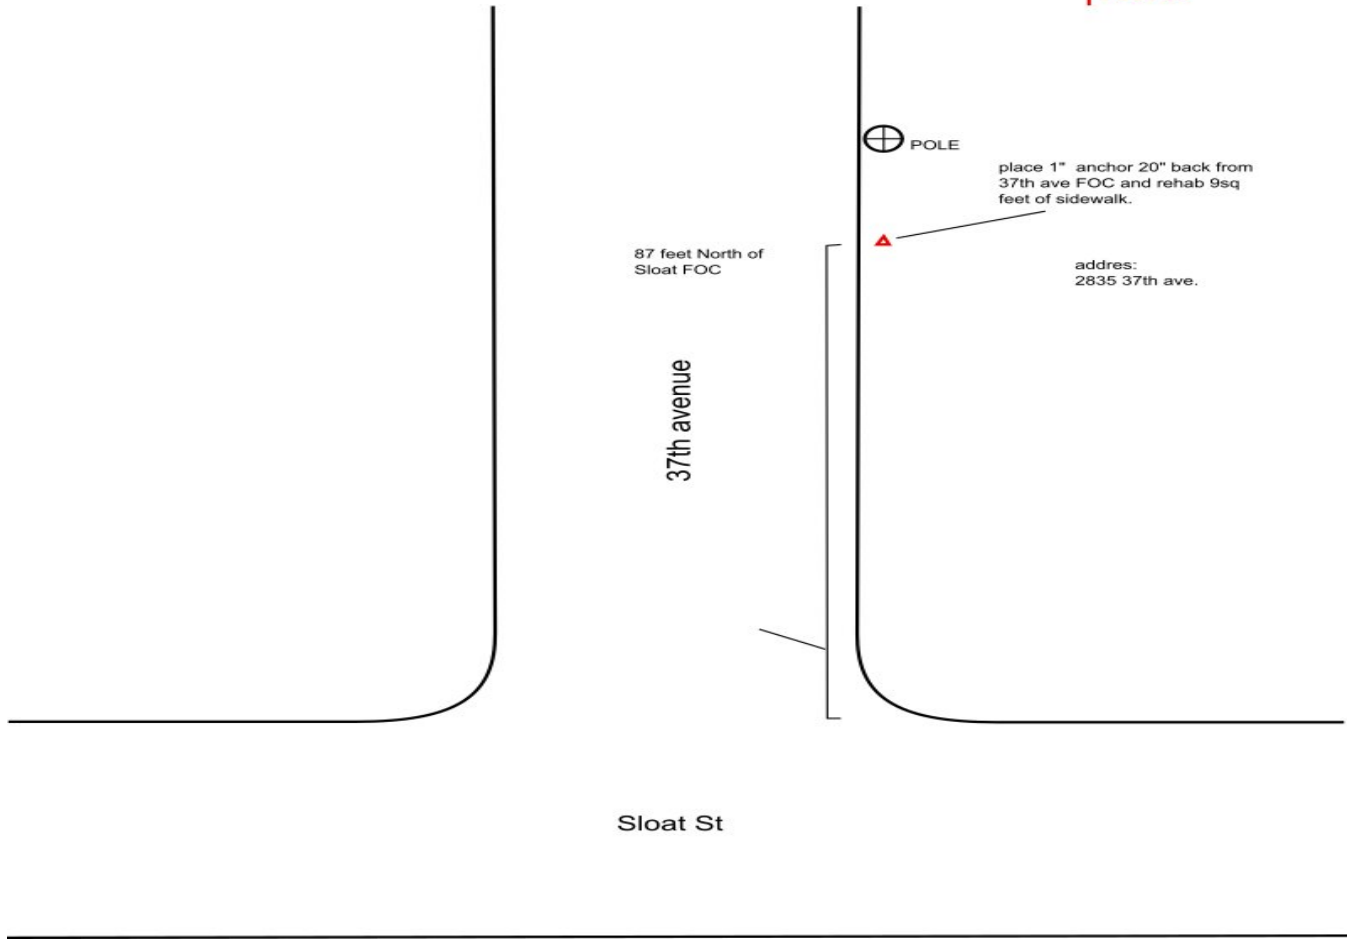 POLE
place 1" anchor 20" back from
37th ave FOC and rehab 9sq
feet of sidewalk.
87 feet North of
Sloat FOC
addres:
2835 37th ave.
37th avenue
Sloat St